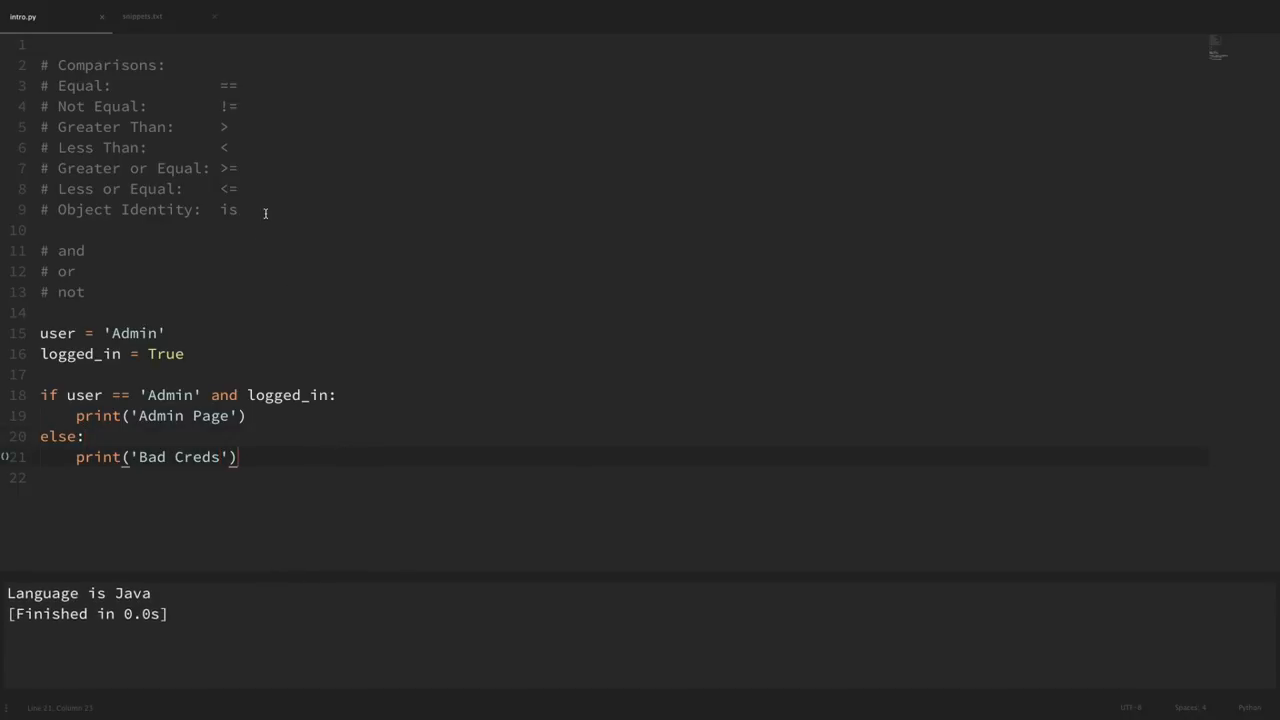 intro.py × snippets.txt ×
1
2 # Comparisons:
3 # Equal: ==
4 # Not Equal: !=
5 # Greater Than: >
6 # Less Than: <
7 # Greater or Equal: >=
8 # Less or Equal: <=
9 # Object Identity: is
10
11 # and
12 # or
13 # not
14
15 user = 'Admin'
16 logged_in = True
17
18 if user == 'Admin' and logged_in:
19     print('Admin Page')
20 else:
()21     print('Bad Creds')
22
Language is Java
[Finished in 0.0s]
Line 21, Column 23 UTF-8 Spaces: 4 Python